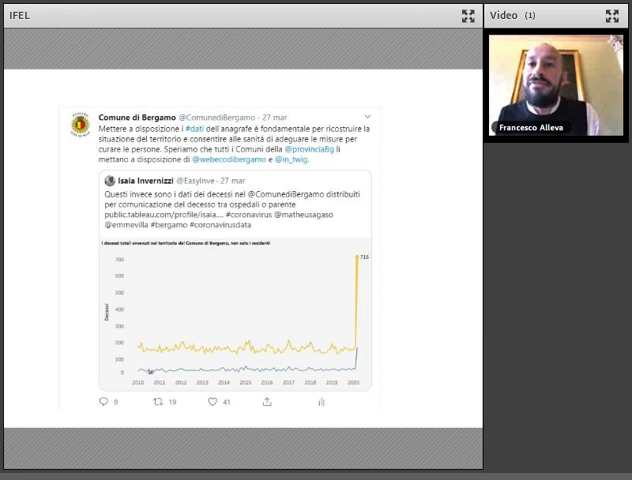 IFEL
Video (1)
Francesco Alleva
Comune di Bergamo @ComunediBergamo · 27 mar
Mettere a disposizione i #dati dell'anagrafe è fondamentale per ricostruire la
situazione del territorio e consentire alle sanità di adeguare le misure per
curare le persone. Speriamo che tutti i Comuni della @provinciaBg li
mettano a disposizione di @webecodibergamo e @in_twig.
Isaia Invernizzi @EasyInve · 27 mar
Questi invece sono i dati dei decessi nel @ComunediBergamo distribuiti
per comunicazione del decesso tra ospedali o parente
public.tableau.com/profile/isaia.... #coronavirus @matheusagaso
@emmevilla #bergamo #coronavirusdata
I decessi totali avvenuti nel territorio del Comune di Bergamo, non solo i residenti
715
700
600
500
400
300
200
100
0
Decessi
2010 2011 2012 2013 2014 2015 2016 2017 2018 2019 2020
9 19 41